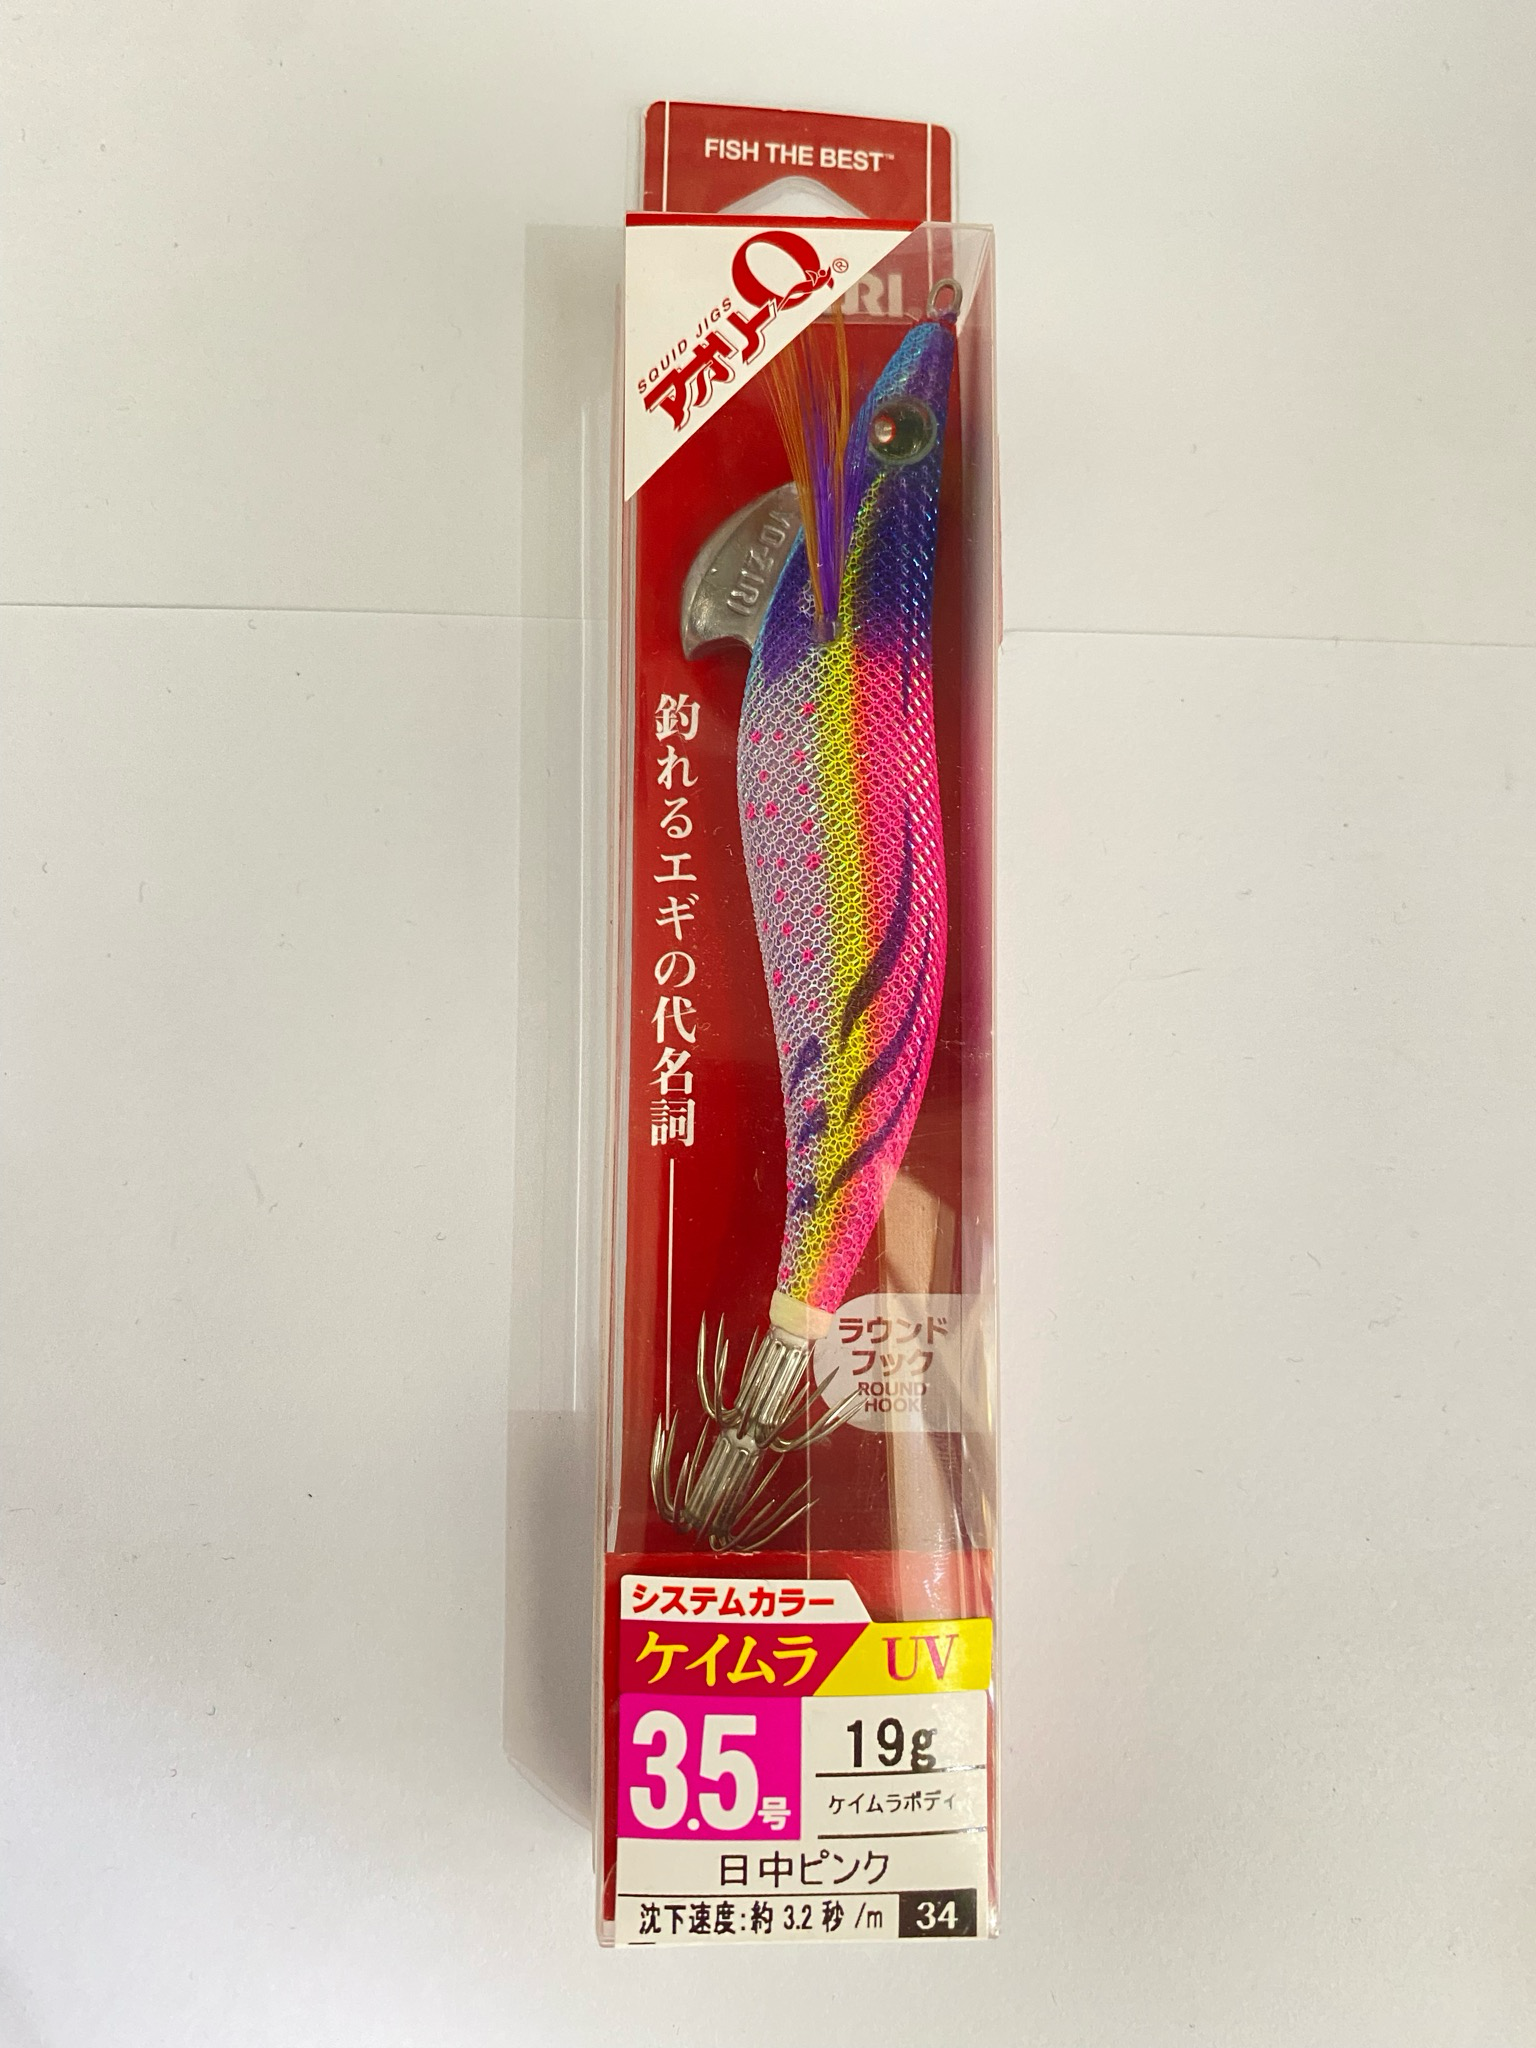 FISH THE BEST™
SQUID JIGS
アオリーQ®
RI
YO-ZURI
釣れるエギの代名詞
ラウンド
フック
ROUND
HOOK
システムカラー
ケイムラ UV
3.5号
19g
ケイムラボディ
日中ピンク
沈下速度:約3.2秒/m 34